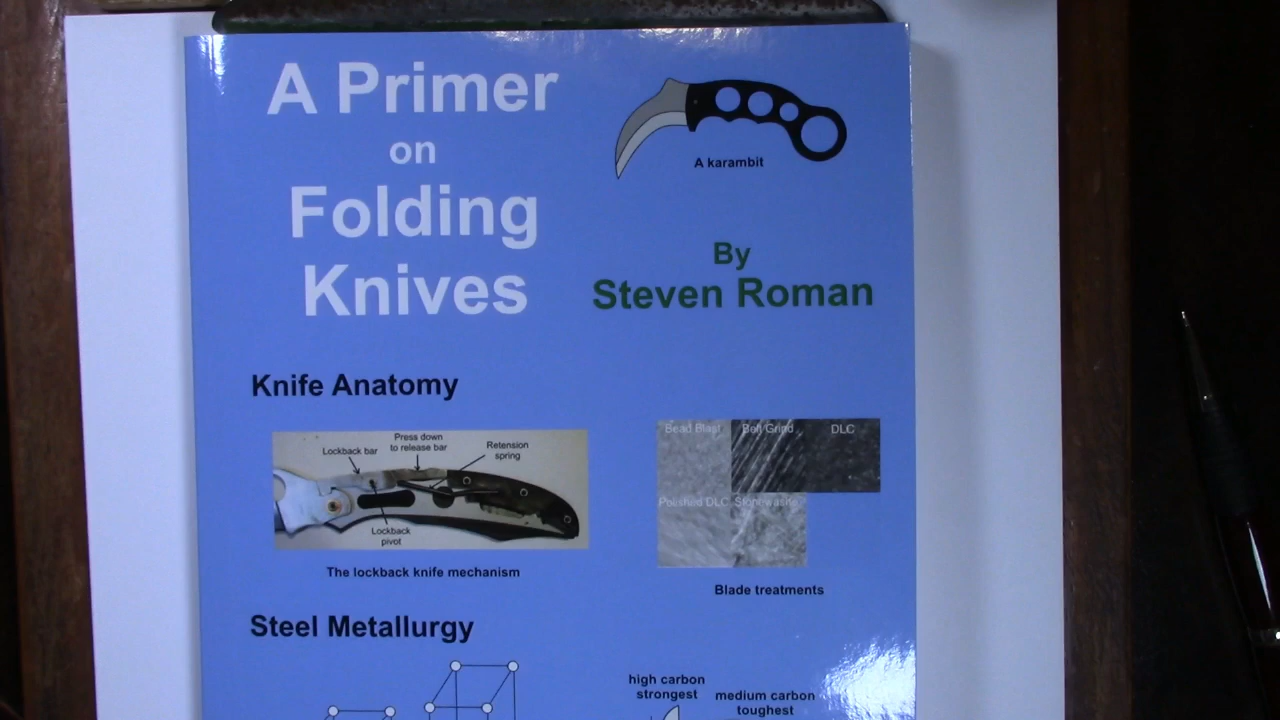 A Primer
on
Folding
Knives
A karambit
By
Steven Roman
Knife Anatomy
Lockback bar
Press down
to release bar
Retension
spring
Lockback
pivot
The lockback knife mechanism
Bead Blast
Belt Grind
DLC
Polished DLC
Stonewashed
Blade treatments
Steel Metallurgy
high carbon
strongest
medium carbon
toughest